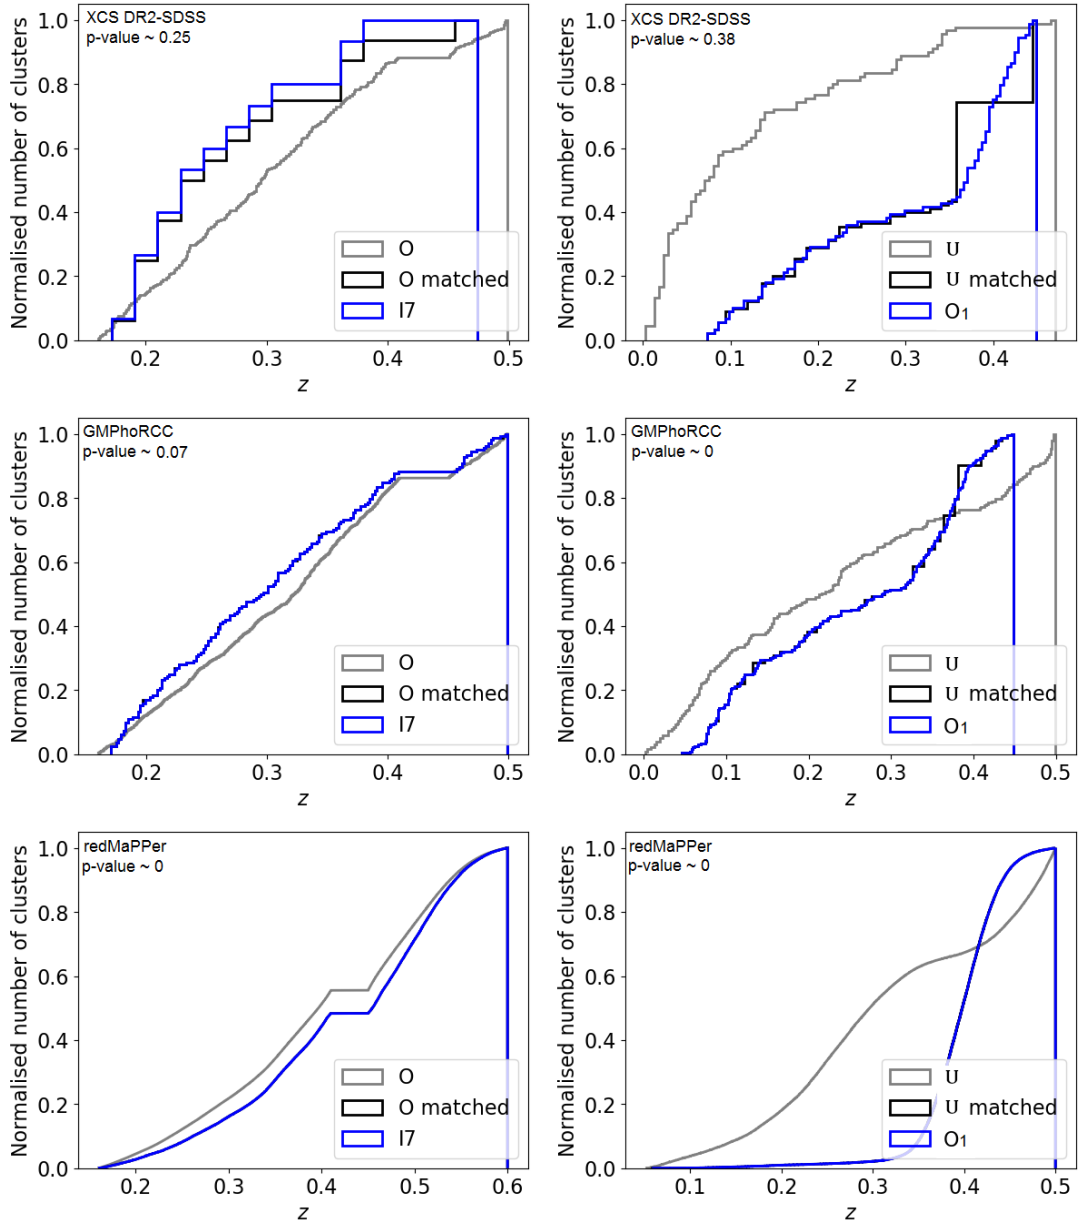 XCS DR2-SDSS
p-value ~ 0.25
Normalised number of clusters
1.0
0.8
0.6
0.4
0.2
0.0
O
O matched
I7
0.2 0.3 0.4 0.5
z
XCS DR2-SDSS
p-value ~ 0.38
Normalised number of clusters
1.0
0.8
0.6
0.4
0.2
0.0
U
U matched
O1
0.0 0.1 0.2 0.3 0.4
z
GMPhoRCC
p-value ~ 0.07
Normalised number of clusters
1.0
0.8
0.6
0.4
0.2
0.0
O
O matched
I7
0.2 0.3 0.4 0.5
z
GMPhoRCC
p-value ~ 0
Normalised number of clusters
1.0
0.8
0.6
0.4
0.2
0.0
U
U matched
O1
0.0 0.1 0.2 0.3 0.4 0.5
z
redMaPPer
p-value ~ 0
Normalised number of clusters
1.0
0.8
0.6
0.4
0.2
0.0
O
O matched
I7
0.2 0.3 0.4 0.5 0.6
z
redMaPPer
p-value ~ 0
Normalised number of clusters
1.0
0.8
0.6
0.4
0.2
0.0
U
U matched
O1
0.1 0.2 0.3 0.4 0.5
z